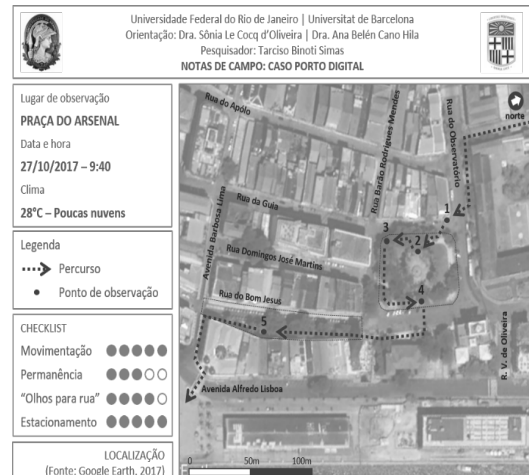 Universidade Federal do Rio de Janeiro | Universitat de Barcelona
Orientação: Dra. Sônia Le Cocq d'Oliveira | Dra. Ana Belén Cano Hila
Pesquisador: Tarciso Binoti Simas
NOTAS DE CAMPO: CASO PORTO DIGITAL
Lugar de observação
PRAÇA DO ARSENAL
Data e hora
27/10/2017 – 9:40
Clima
28°C – Poucas nuvens
Legenda
Percurso
Ponto de observação
CHECKLIST
Movimentação
Permanência
"Olhos para rua"
Estacionamento
LOCALIZAÇÃO
(Fonte: Google Earth, 2017)
norte
Rua do Apólo
Rua Barão Rodrigues Mendes
Rua do Observatório
Avenida Barbosa Lima
Rua da Guia
Rua Domingos José Martins
Rua do Bom Jesus
1
2
3
4
5
R. V. de Oliveira
Avenida Alfredo Lisboa
0 50m 100m